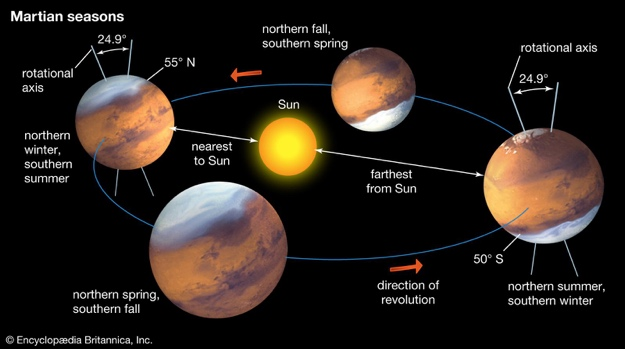 Martian seasons
northern fall,
southern spring
24.9°
55° N
rotational
axis
rotational axis
24.9°
Sun
northern
winter,
southern
summer
nearest
to Sun
farthest
from Sun
50° S
northern spring,
southern fall
direction of
revolution
northern summer,
southern winter
© Encyclopædia Britannica, Inc.